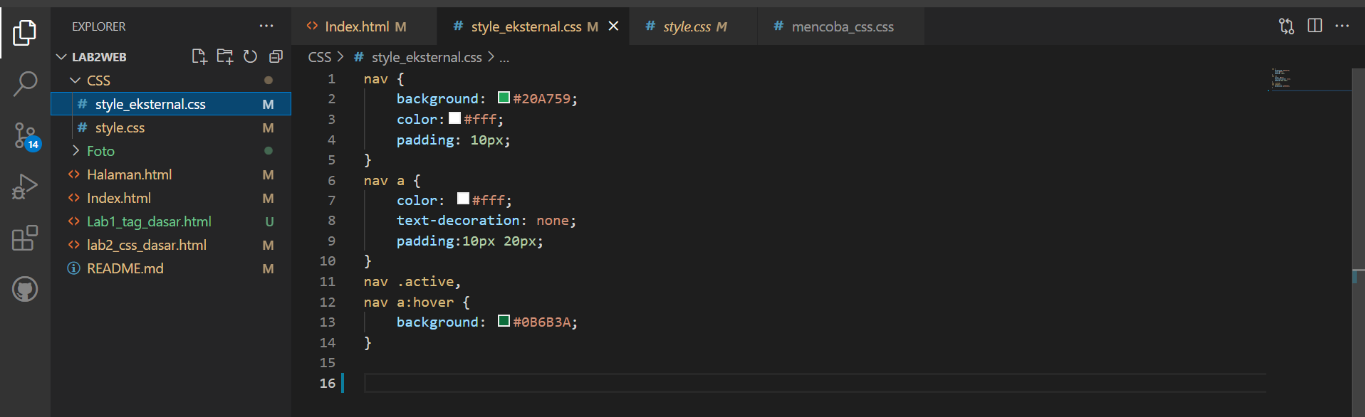 EXPLORER
LAB2WEB
CSS
style_eksternal.css M
style.css M
Foto
Halaman.html M
Index.html M
Lab1_tag_dasar.html U
lab2_css_dasar.html M
README.md M
14
Index.html M
style_eksternal.css M
style.css M
mencoba_css.css
CSS > # style_eksternal.css > ...
1 nav {
2 background: #20A759;
3 color: #fff;
4 padding: 10px;
5 }
6 nav a {
7 color: #fff;
8 text-decoration: none;
9 padding:10px 20px;
10 }
11 nav .active,
12 nav a:hover {
13 background: #0B6B3A;
14 }
15
16